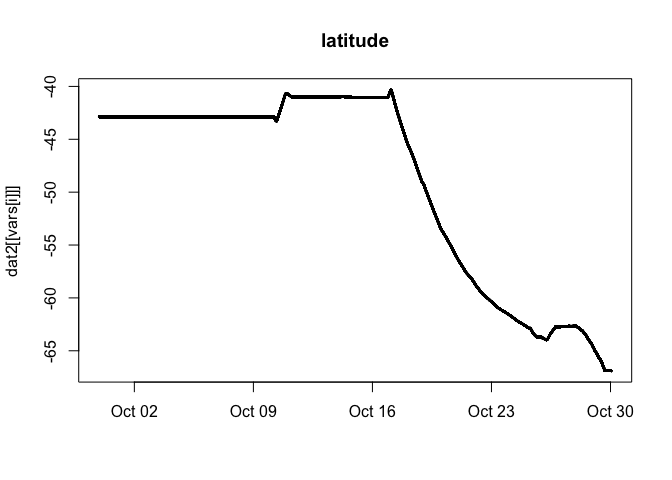 latitude
dat2[[vars[i]]]
-40
-45
-50
-55
-60
-65
Oct 02
Oct 09
Oct 16
Oct 23
Oct 30